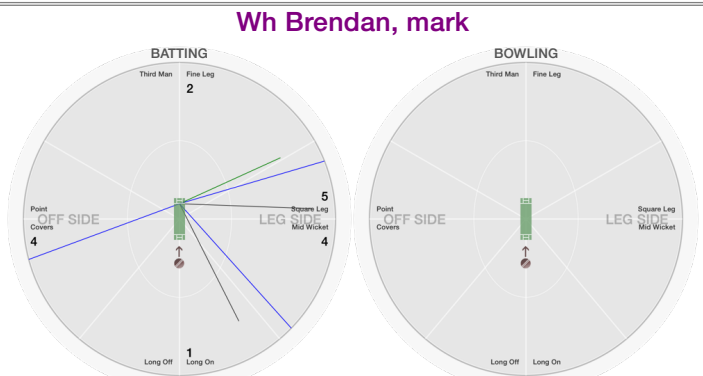 Wh Brendan, mark
BATTING
Third Man Fine Leg
2
5
Point Square Leg
OFF SIDE LEG SIDE
Covers Mid Wicket
4 4
1
Long Off Long On
BOWLING
Third Man Fine Leg
Point Square Leg
OFF SIDE LEG SIDE
Covers Mid Wicket
Long Off Long On